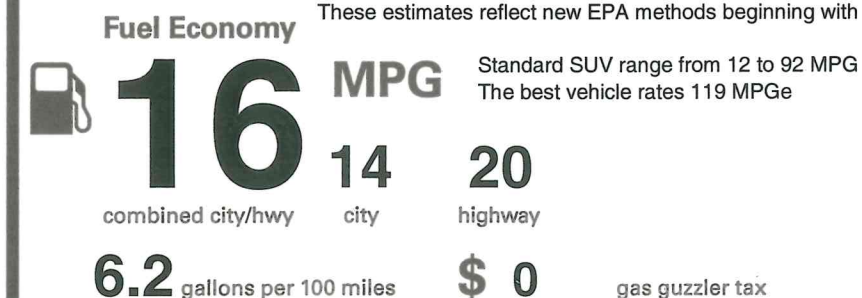 Fuel Economy
These estimates reflect new EPA methods beginning with
16 MPG
Standard SUV range from 12 to 92 MPG
The best vehicle rates 119 MPGe
14 20
combined city/hwy city highway
6.2 gallons per 100 miles $ 0 gas guzzler tax